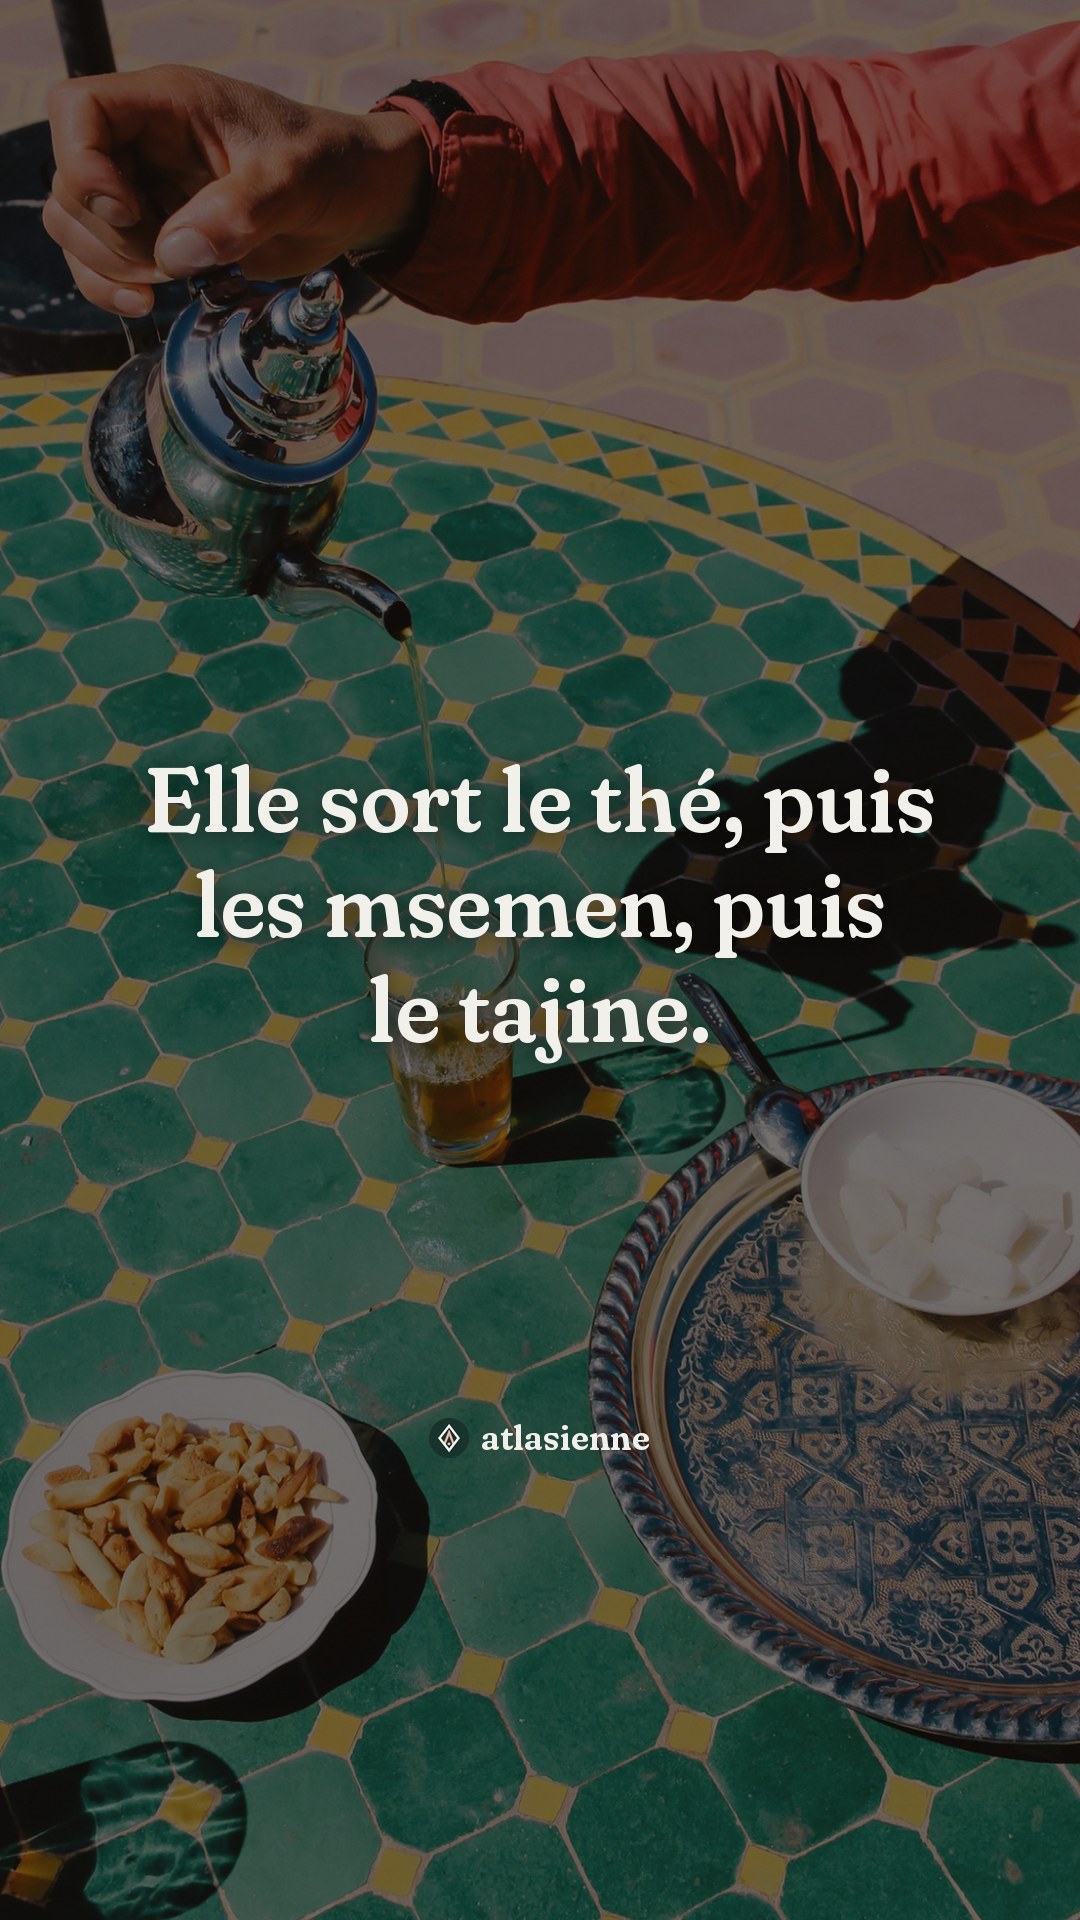 Elle sort le thé, puis
les msemen, puis
le tajine.
atlasienne